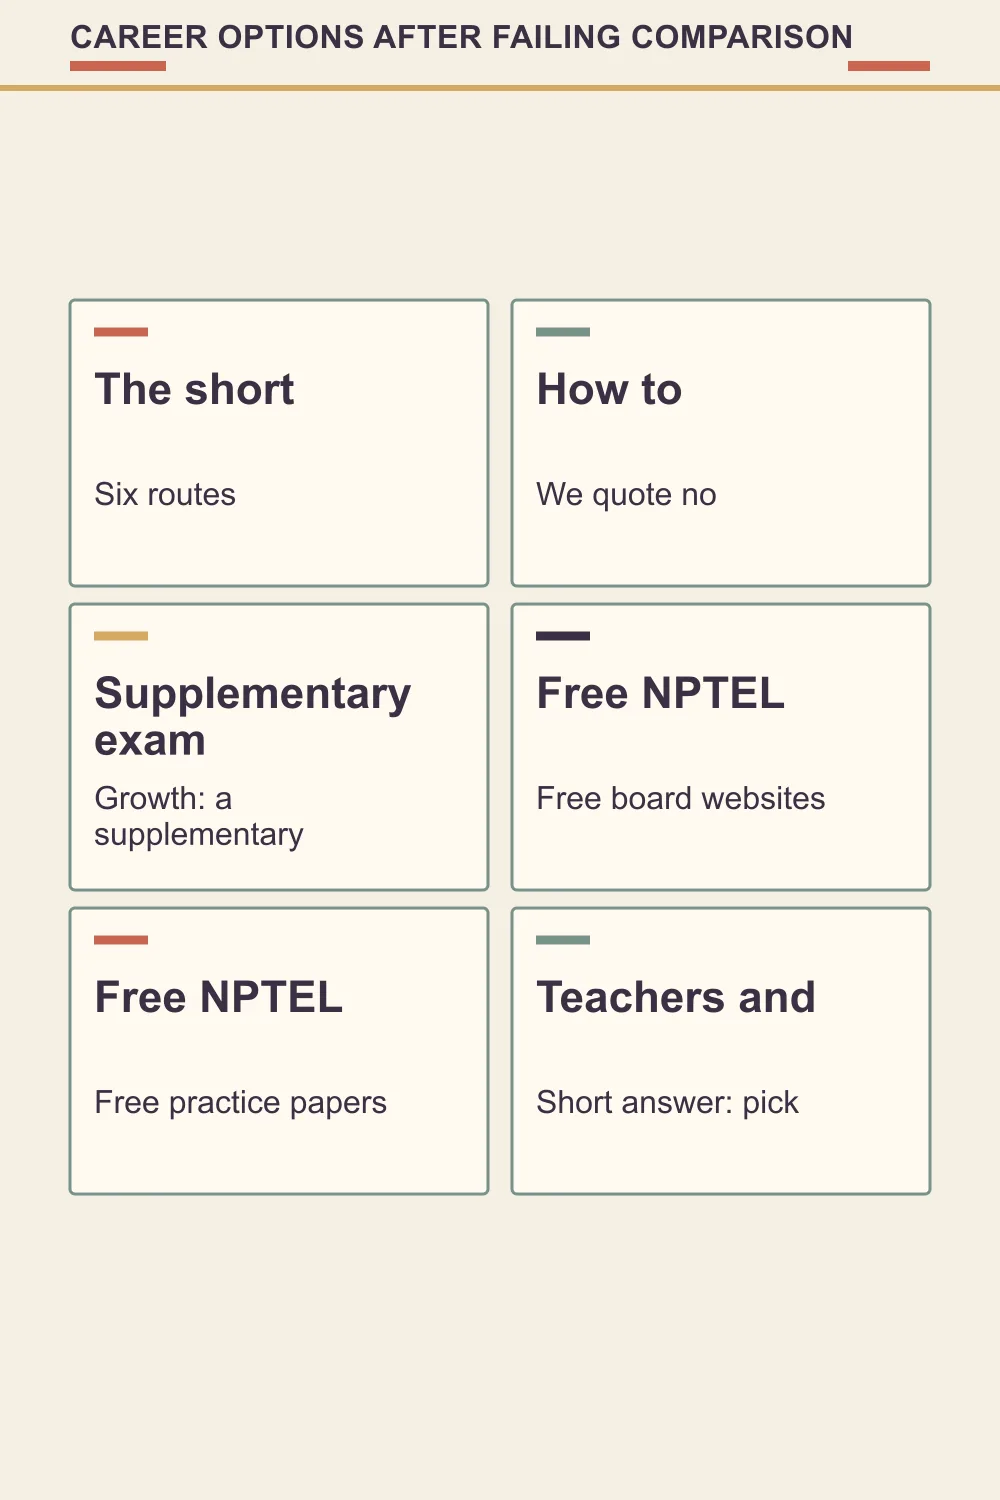 CAREER OPTIONS AFTER FAILING COMPARISON
The short
Six routes
How to
We quote no
Supplementary
exam
Growth: a
supplementary
Free NPTEL
Free board websites
Free NPTEL
Free practice papers
Teachers and
Short answer: pick